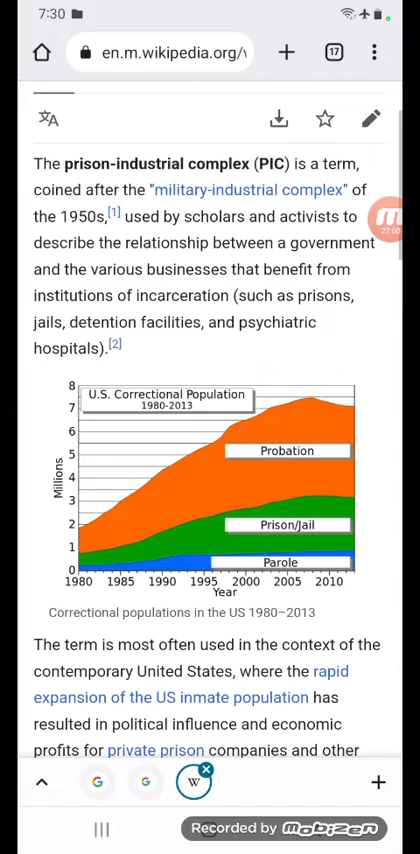 7:30
en.m.wikipedia.org/
17
The prison-industrial complex (PIC) is a term,
coined after the "military-industrial complex" of
the 1950s,[1] used by scholars and activists to
describe the relationship between a government
and the various businesses that benefit from
institutions of incarceration (such as prisons,
jails, detention facilities, and psychiatric
hospitals).[2]
27:00
U.S. Correctional Population
1980-2013
8
7
6
5
4
3
2
1
0
Millions
Probation
Prison/Jail
Parole
1980 1985 1990 1995 2000 2005 2010
Year
Correctional populations in the US 1980–2013
The term is most often used in the context of the
contemporary United States, where the rapid
expansion of the US inmate population has
resulted in political influence and economic
profits for private prison companies and other
G G W
Recorded by mobizen